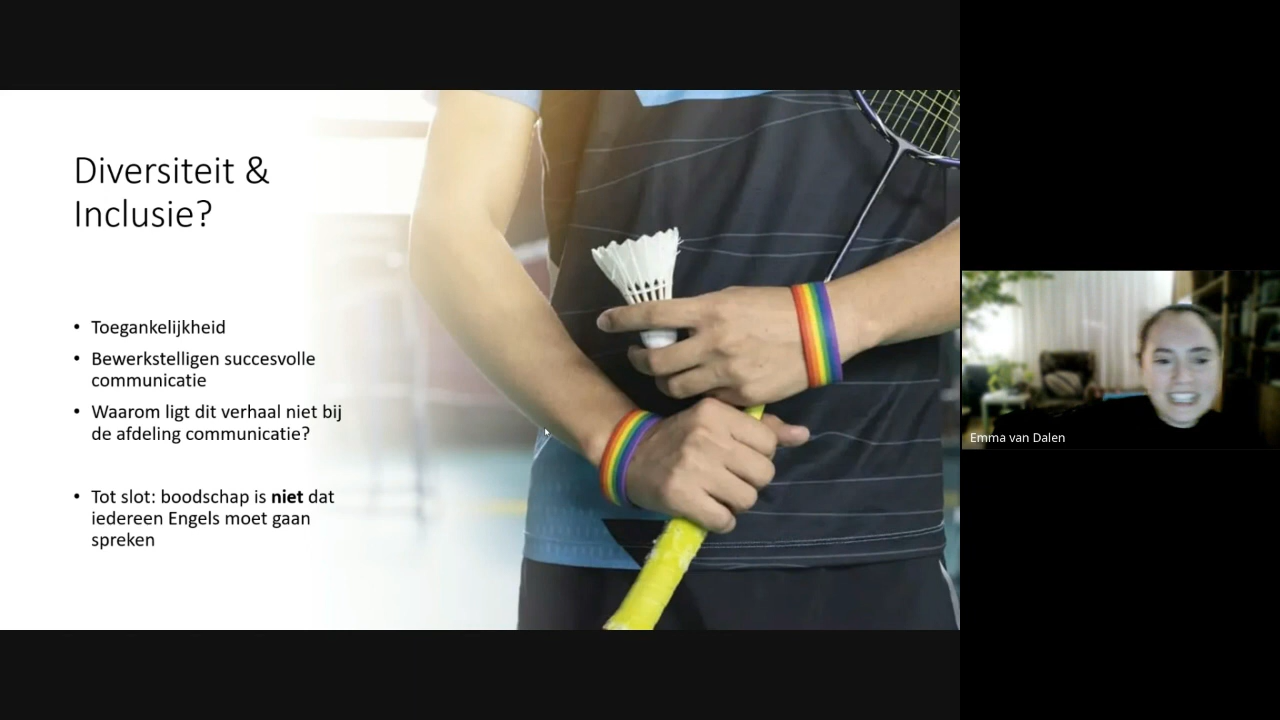 Diversiteit &
Inclusie?
• Toegankelijkheid
• Bewerkstelligen succesvolle
communicatie
• Waarom ligt dit verhaal niet bij
de afdeling communicatie?
• Tot slot: boodschap is niet dat
iedereen Engels moet gaan
spreken
Emma van Dalen